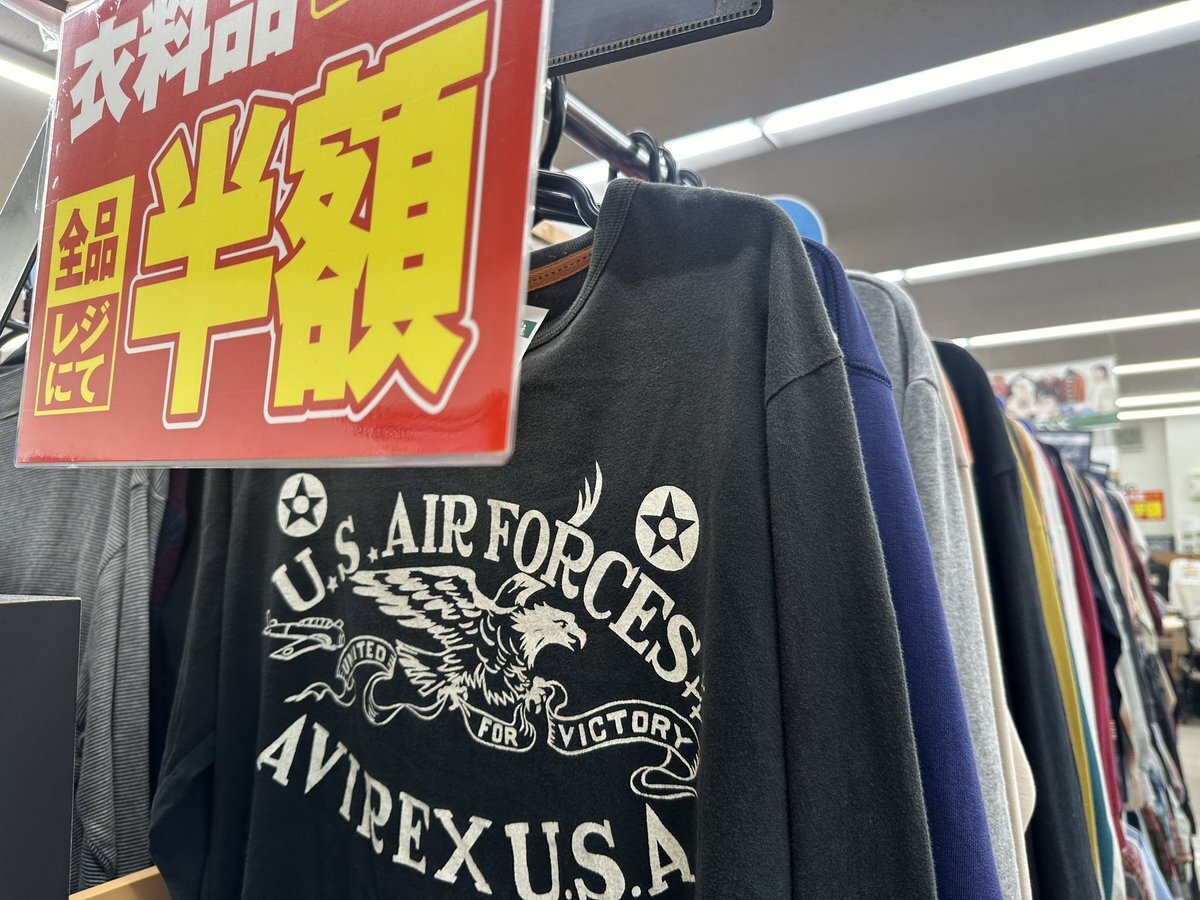 衣料品
半額
全品
レジ
にて
U.S. AIR FORCES
UNITED
FOR
VICTORY
AVIREX U.S.A